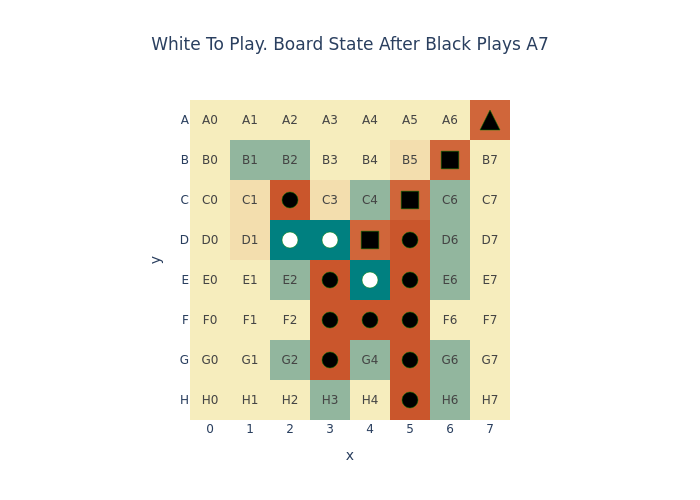 White To Play. Board State After Black Plays A7
A A0 A1 A2 A3 A4 A5 A6
B B0 B1 B2 B3 B4 B5 B7
C C0 C1 C3 C4 C6 C7
D D0 D1 D6 D7
E E0 E1 E2 E6 E7
F F0 F1 F2 F6 F7
G G0 G1 G2 G4 G6 G7
H H0 H1 H2 H3 H4 H6 H7
0 1 2 3 4 5 6 7
x
y